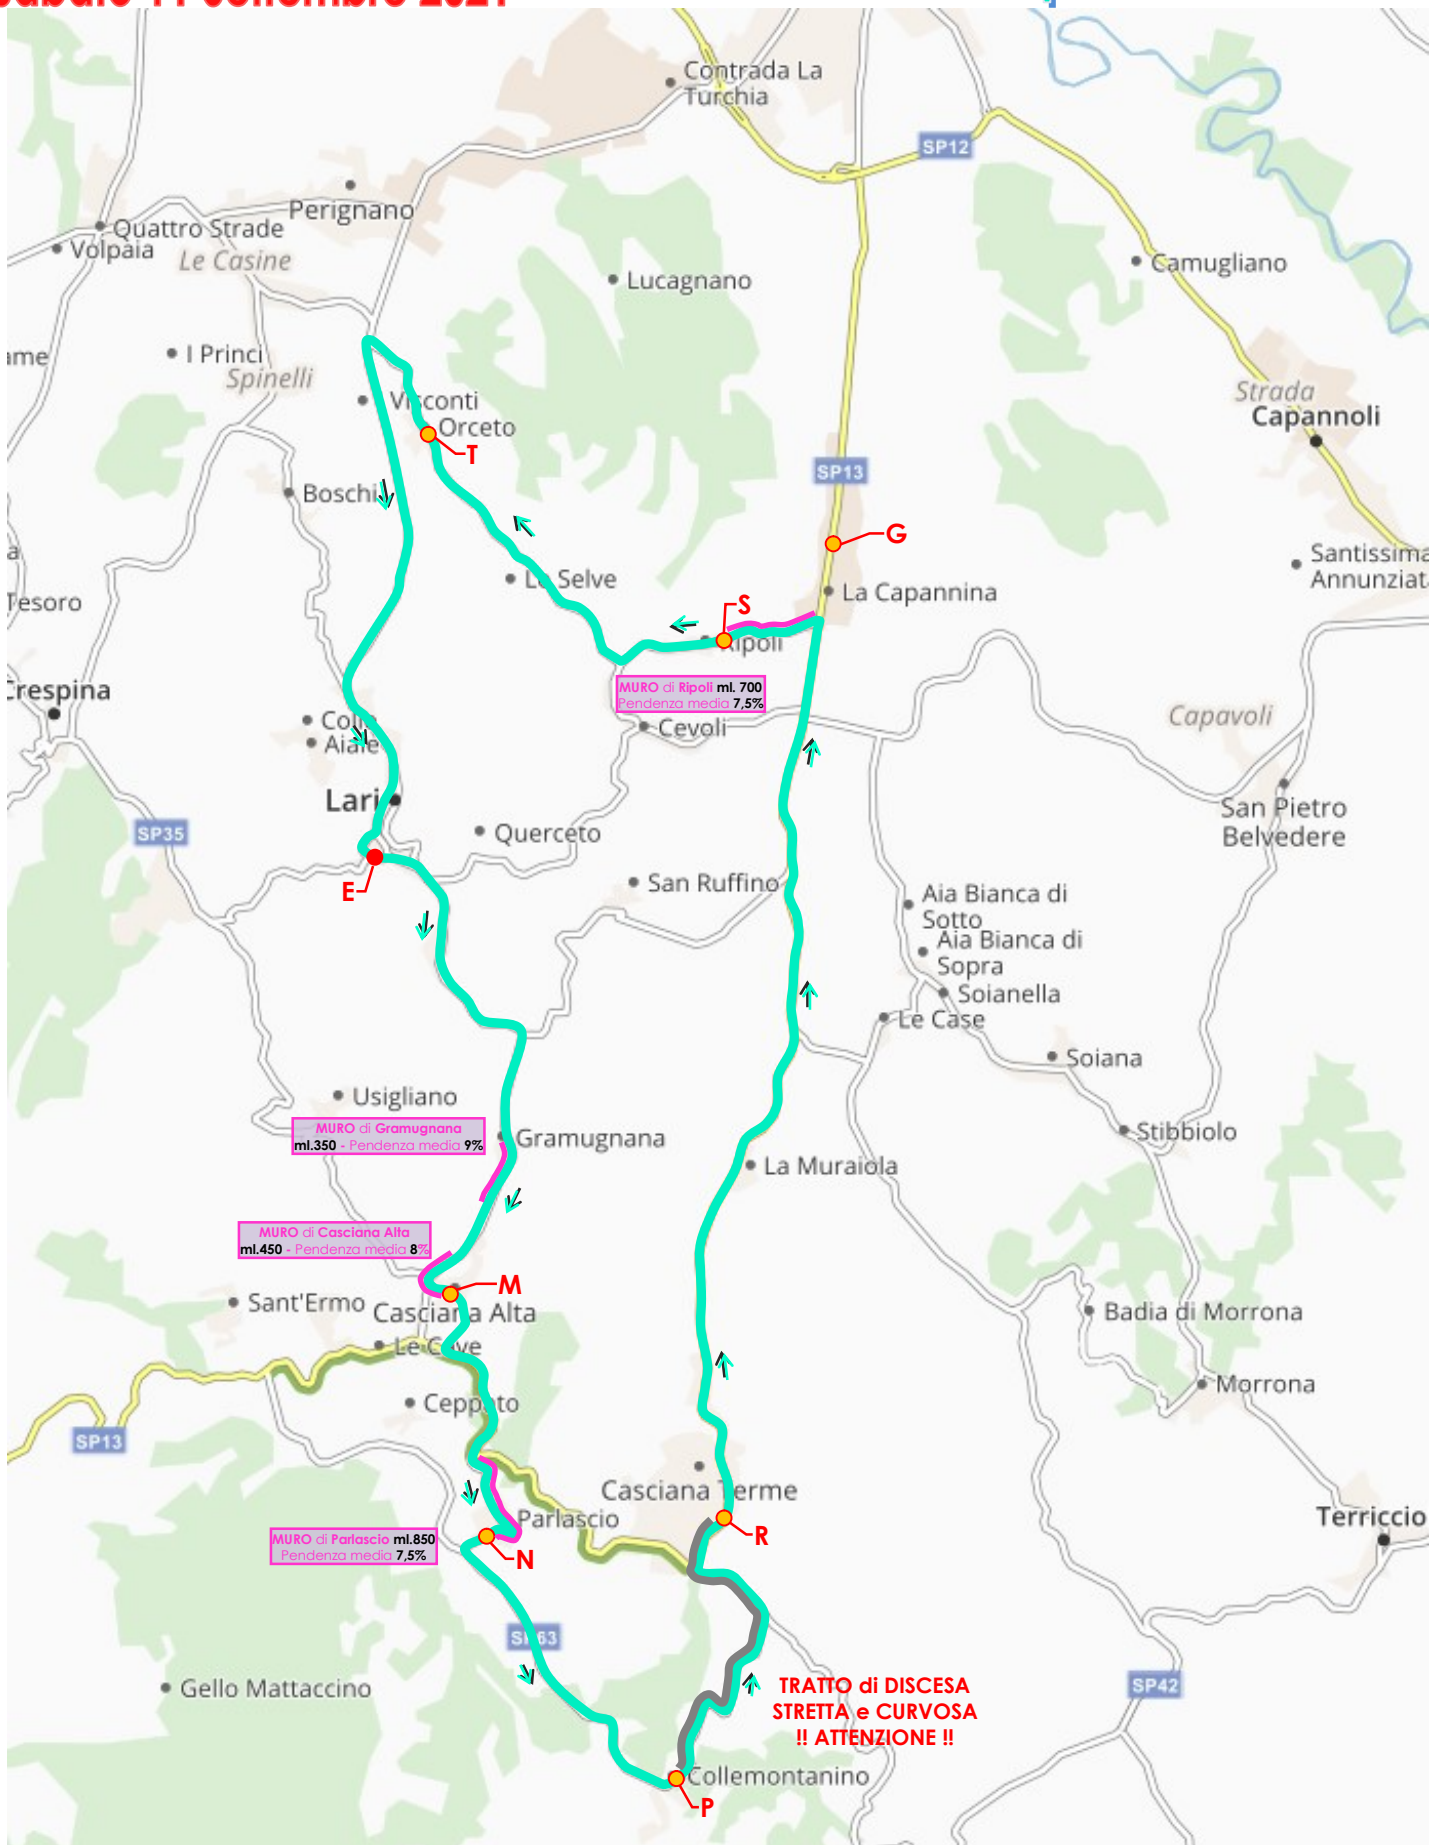 Contrada La
Turchia
SP12
Perignano
Quattro Strade
Volpaia
Le Casine
Camugliano
Lucagnano
I Princi
Spinelli
Visconti
Orceto
T
Strada
Capannoli
SP13
Boschi
G
Santissima
Annunziat
Le Selve
La Capannina
Tesoro
S
Ripoli
MURO di Ripoli ml. 700
Pendenza media 7,5%
Crespina
Colle
Aiale
Cevoli
Capavoli
Lari
San Pietro
Belvedere
SP35
Querceto
E
San Ruffino
Aia Bianca di
Sotto
Aia Bianca di
Sopra
Soianella
Le Case
Soiana
Usigliano
MURO di Gramugnana
ml.350 - Pendenza media 9%
Gramugnana
Stibbiolo
La Muraiola
MURO di Casciana Alta
ml.450 - Pendenza media 8%
M
Sant'Ermo
Casciana Alta
Le Cave
Badia di Morrona
Ceppato
Morrona
SP13
Casciana Terme
Parlascio
Terriccio
MURO di Parlascio ml.850
Pendenza media 7,5%
N
R
SP63
Gello Mattaccino
TRATTO di DISCESA
STRETTA e CURVOSA
!! ATTENZIONE !!
SP42
Collemontanino
P